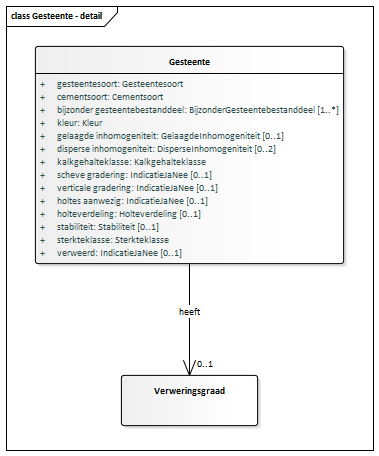 class Gesteente - detail
Gesteente
+ gesteentesoort: Gesteentesoort
+ cementsoort: Cementsoort
+ bijzonder gesteentebestanddeel: BijzonderGesteentebestanddeel [1..*]
+ kleur: Kleur
+ gelaagde inhomogeniteit: GelaagdeInhomogeniteit [0..1]
+ disperse inhomogeniteit: DisperseInhomogeniteit [0..2]
+ kalkgehalteklasse: Kalkgehalteklasse
+ scheve gradering: IndicatieJaNee [0..1]
+ verticale gradering: IndicatieJaNee [0..1]
+ holtes aanwezig: IndicatieJaNee [0..1]
+ holteverdeling: Holteverdeling [0..1]
+ stabiliteit: Stabiliteit [0..1]
+ sterkteklasse: Sterkteklasse
+ verweerd: IndicatieJaNee [0..1]
heeft
0..1
Verweringsgraad